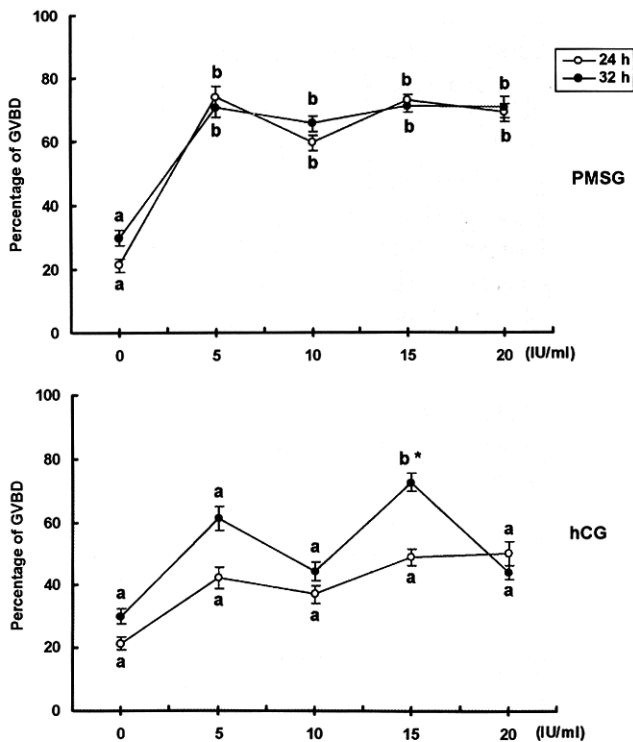 100
80
60
40
20
0
Percentage of GVBD
b b b b
a b b b b
a
0 5 10 15 20 (IU/ml)
24 h
32 h
PMSG
100
80
60
40
20
0
Percentage of GVBD
b *
a a a a
a a a a a
0 5 10 15 20 (IU/ml)
hCG